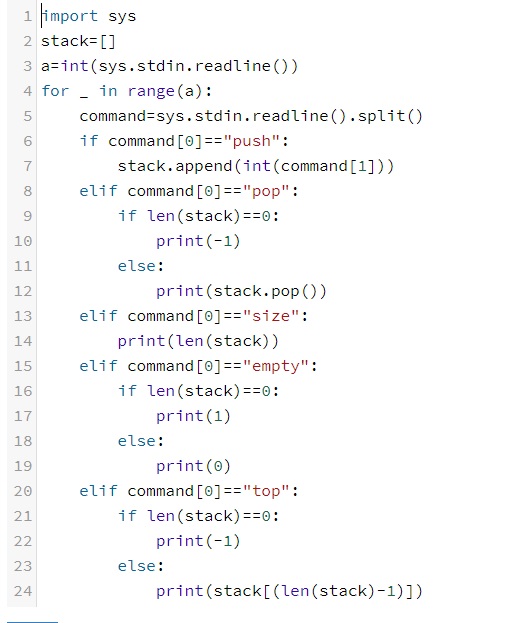 1 import sys
2 stack=[]
3 a=int(sys.stdin.readline())
4 for _ in range(a):
5     command=sys.stdin.readline().split()
6     if command[0]=="push":
7         stack.append(int(command[1]))
8     elif command[0]=="pop":
9         if len(stack)==0:
10             print(-1)
11         else:
12             print(stack.pop())
13     elif command[0]=="size":
14         print(len(stack))
15     elif command[0]=="empty":
16         if len(stack)==0:
17             print(1)
18         else:
19             print(0)
20     elif command[0]=="top":
21         if len(stack)==0:
22             print(-1)
23         else:
24             print(stack[(len(stack)-1)])